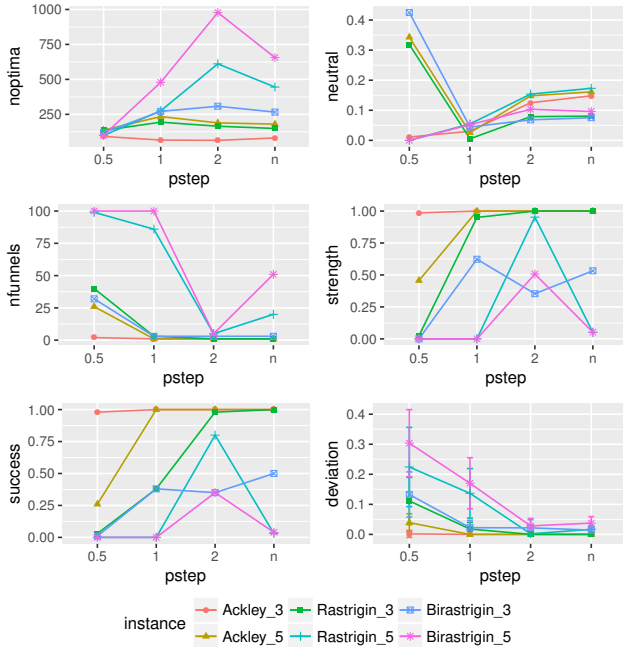 noptima
1000
750
500
250
0.5
1
2
n
pstep
neutral
0.4
0.3
0.2
0.1
0.0
0.5
1
2
n
pstep
nfunnels
100
75
50
25
0
0.5
1
2
n
pstep
strength
1.00
0.75
0.50
0.25
0.00
0.5
1
2
n
pstep
success
1.00
0.75
0.50
0.25
0.00
0.5
1
2
n
pstep
deviation
0.4
0.3
0.2
0.1
0.0
0.5
1
2
n
pstep
instance
Ackley_3
Rastrigin_3
Birastrigin_3
Ackley_5
Rastrigin_5
Birastrigin_5